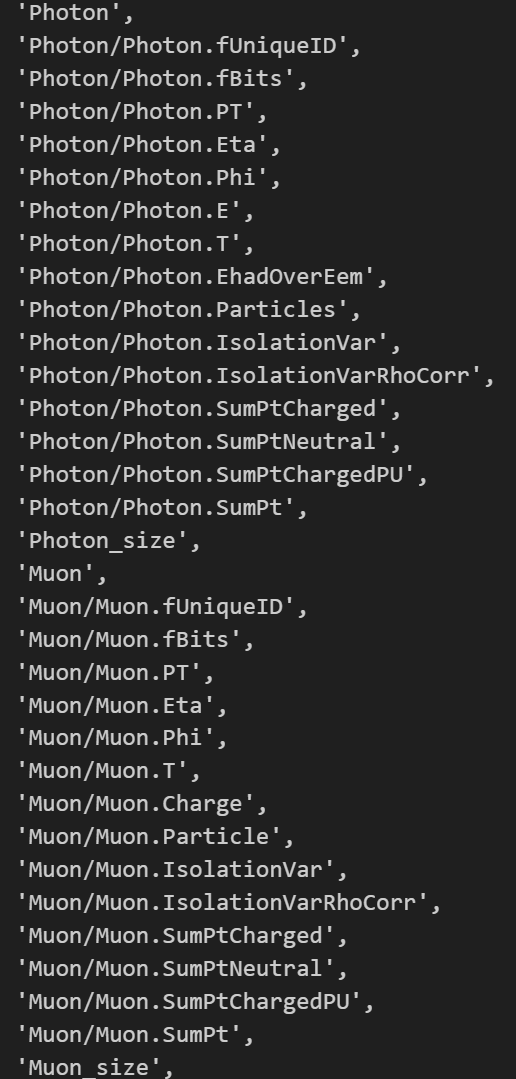 'Photon',
'Photon/Photon.fUniqueID',
'Photon/Photon.fBits',
'Photon/Photon.PT',
'Photon/Photon.Eta',
'Photon/Photon.Phi',
'Photon/Photon.E',
'Photon/Photon.T',
'Photon/Photon.EhadOverEem',
'Photon/Photon.Particles',
'Photon/Photon.IsolationVar',
'Photon/Photon.IsolationVarRhoCorr',
'Photon/Photon.SumPtCharged',
'Photon/Photon.SumPtNeutral',
'Photon/Photon.SumPtChargedPU',
'Photon/Photon.SumPt',
'Photon_size',
'Muon',
'Muon/Muon.fUniqueID',
'Muon/Muon.fBits',
'Muon/Muon.PT',
'Muon/Muon.Eta',
'Muon/Muon.Phi',
'Muon/Muon.T',
'Muon/Muon.Charge',
'Muon/Muon.Particle',
'Muon/Muon.IsolationVar',
'Muon/Muon.IsolationVarRhoCorr',
'Muon/Muon.SumPtCharged',
'Muon/Muon.SumPtNeutral',
'Muon/Muon.SumPtChargedPU',
'Muon/Muon.SumPt',
'Muon_size',